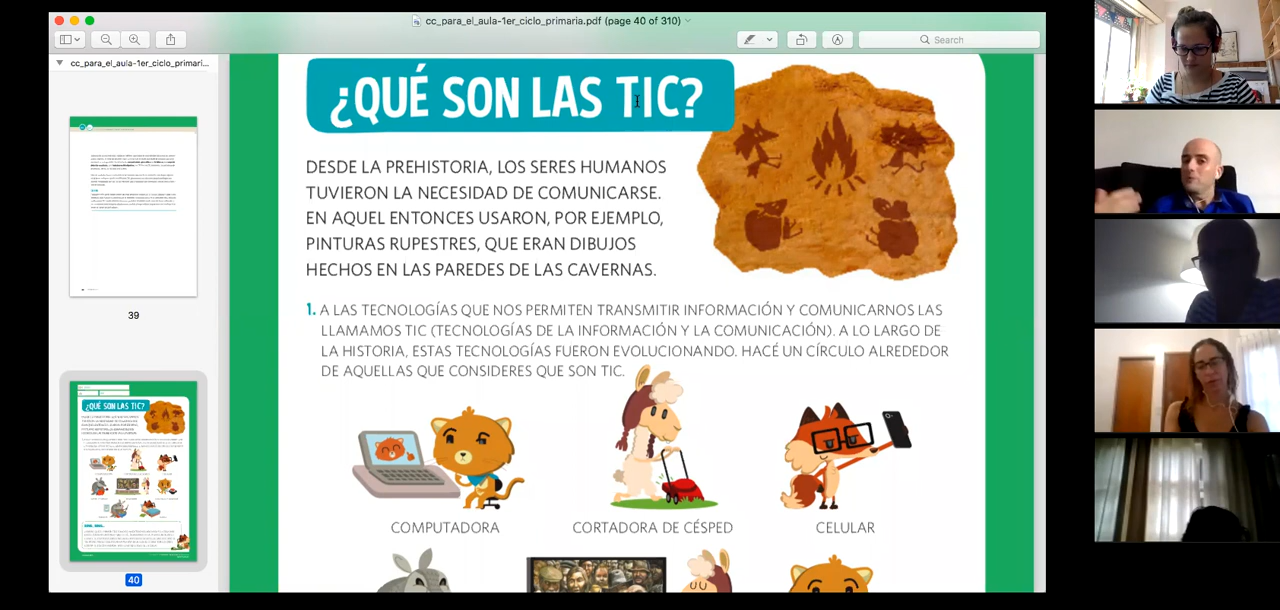 cc_para_el_aula-1er_ciclo_primaria.pdf (page 40 of 310)
Search
cc_para_el_aula-1er_ciclo_primari...
39
¿QUÉ SON LAS TIC?
40
¿QUÉ SON LAS TIC?
DESDE LA PREHISTORIA, LOS SERES HUMANOS
TUVIERON LA NECESIDAD DE COMUNICARSE.
EN AQUEL ENTONCES USARON, POR EJEMPLO,
PINTURAS RUPESTRES, QUE ERAN DIBUJOS
HECHOS EN LAS PAREDES DE LAS CAVERNAS.
1. A LAS TECNOLOGÍAS QUE NOS PERMITEN TRANSMITIR INFORMACIÓN Y COMUNICARNOS LAS
LLAMAMOS TIC (TECNOLOGÍAS DE LA INFORMACIÓN Y LA COMUNICACIÓN). A LO LARGO DE
LA HISTORIA, ESTAS TECNOLOGÍAS FUERON EVOLUCIONANDO. HACÉ UN CÍRCULO ALREDEDOR
DE AQUELLAS QUE CONSIDERES QUE SON TIC.
COMPUTADORA
CORTADORA DE CÉSPED
CELULAR